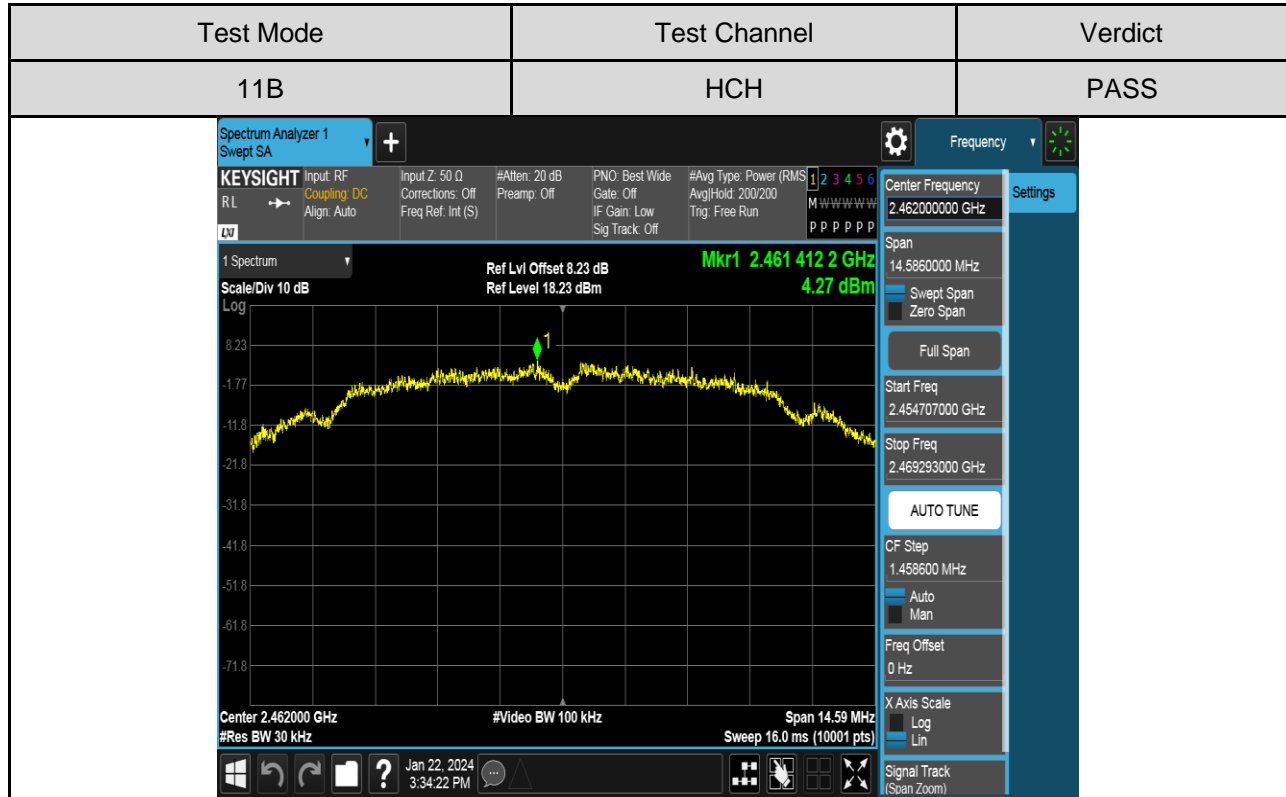 Test Mode Test Channel Verdict
11B HCH PASS
Spectrum Analyzer 1
Swept SA
+
Frequency
KEYSIGHT
RL
LXI
Input: RF
Coupling: DC
Align: Auto
Input Z: 50 Ω
Corrections: Off
Freq Ref: Int (S)
#Atten: 20 dB
Preamp: Off
PNO: Best Wide
Gate: Off
IF Gain: Low
Sig Track: Off
#Avg Type: Power (RMS
Avg|Hold: 200/200
Trig: Free Run
1 2 3 4 5 6
M W W W W W
P P P P P P
1 Spectrum
Scale/Div 10 dB
Ref Lvl Offset 8.23 dB
Ref Level 18.23 dBm
Mkr1 2.461 412 2 GHz
4.27 dBm
Log
1
8.23
-1.77
-11.8
-21.8
-31.8
-41.8
-51.8
-61.8
-71.8
Center 2.462000 GHz
#Res BW 30 kHz
#Video BW 100 kHz
Span 14.59 MHz
Sweep 16.0 ms (10001 pts)
Center Frequency
2.462000000 GHz
Settings
Span
14.5860000 MHz
Swept Span
Zero Span
Full Span
Start Freq
2.454707000 GHz
Stop Freq
2.469293000 GHz
AUTO TUNE
CF Step
1.458600 MHz
Auto
Man
Freq Offset
0 Hz
X Axis Scale
Log
Lin
Signal Track
(Span Zoom)
?
Jan 22, 2024
3:34:22 PM